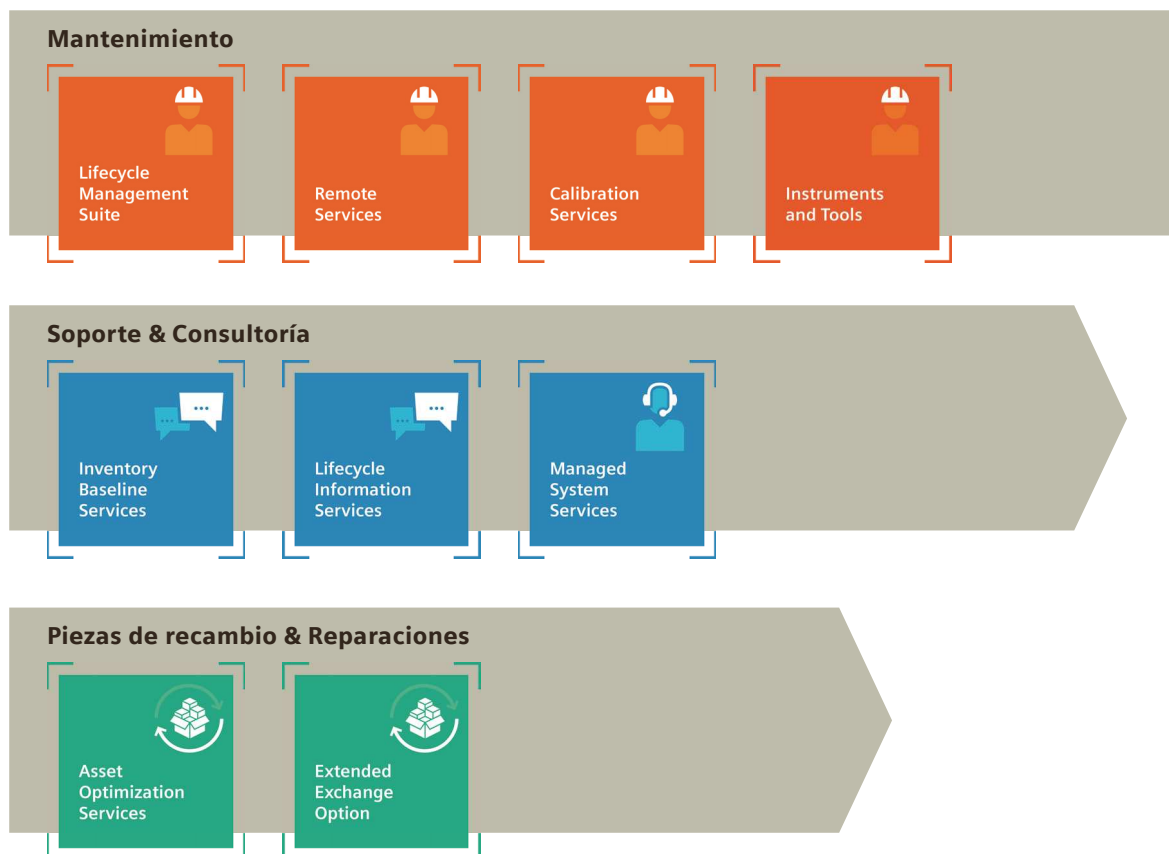 Mantenimiento
Lifecycle
Management
Suite
Remote
Services
Calibration
Services
Instruments
and Tools
Soporte & Consultoría
Inventory
Baseline
Services
Lifecycle
Information
Services
Managed
System
Services
Piezas de recambio & Reparaciones
Asset
Optimization
Services
Extended
Exchange
Option